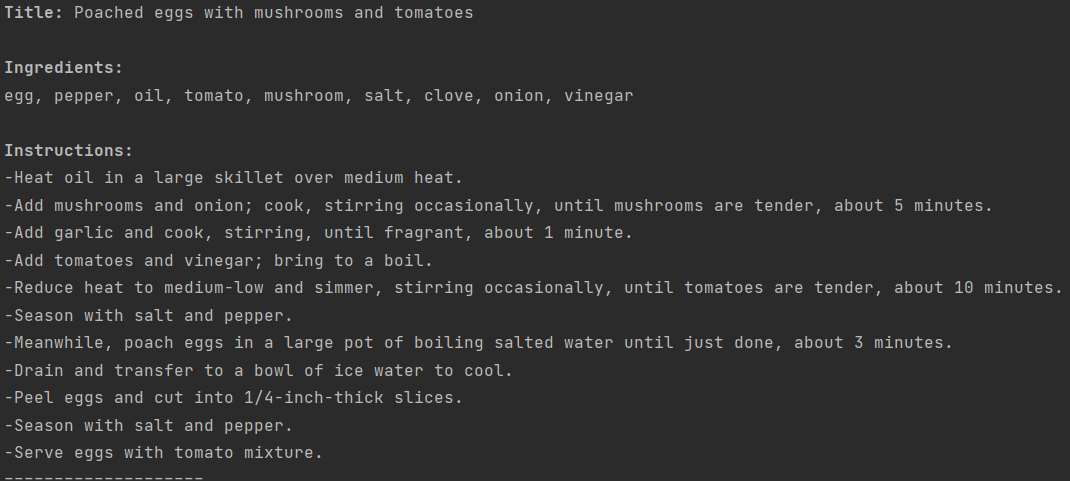 Title: Poached eggs with mushrooms and tomatoes
Ingredients:
egg, pepper, oil, tomato, mushroom, salt, clove, onion, vinegar
Instructions:
-Heat oil in a large skillet over medium heat.
-Add mushrooms and onion; cook, stirring occasionally, until mushrooms are tender, about 5 minutes.
-Add garlic and cook, stirring, until fragrant, about 1 minute.
-Add tomatoes and vinegar; bring to a boil.
-Reduce heat to medium-low and simmer, stirring occasionally, until tomatoes are tender, about 10 minutes.
-Season with salt and pepper.
-Meanwhile, poach eggs in a large pot of boiling salted water until just done, about 3 minutes.
-Drain and transfer to a bowl of ice water to cool.
-Peel eggs and cut into 1/4-inch-thick slices.
-Season with salt and pepper.
-Serve eggs with tomato mixture.
--------------------